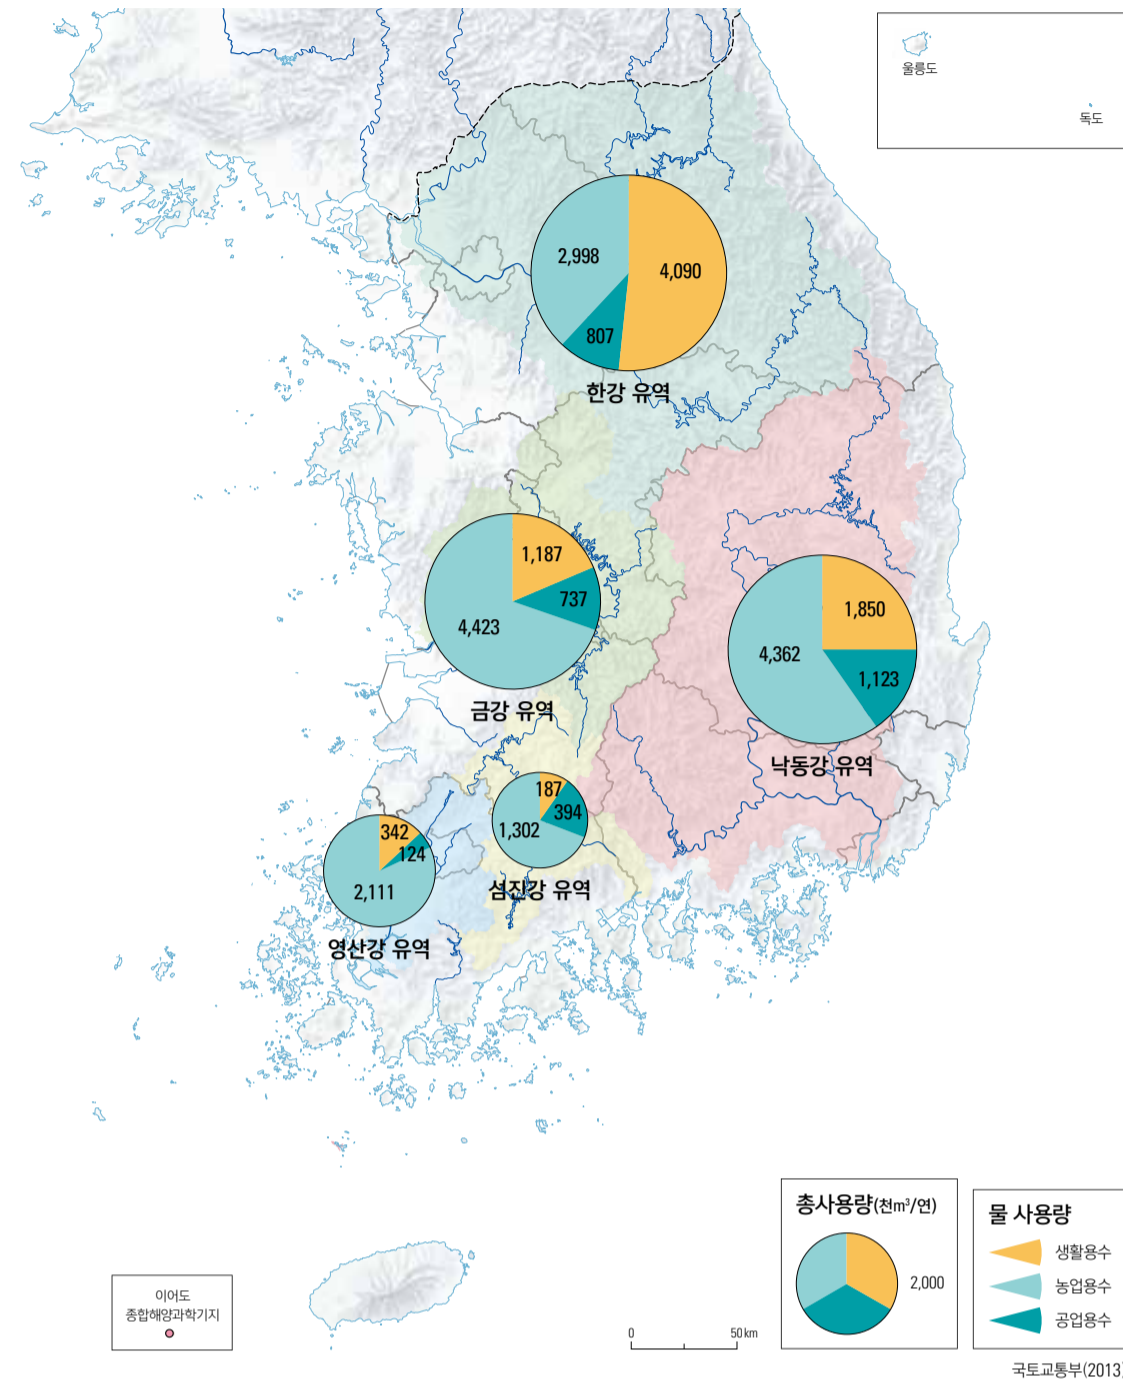 울릉도
독도
2,998
4,090
807
한강 유역
1,187
737
4,423
금강 유역
1,850
4,362
1,123
낙동강 유역
187
394
1,302
섬진강 유역
342
124
2,111
영산강 유역
이어도
종합해양과학기지
0 50 km
총사용량(천m³/연)
2,000
물 사용량
생활용수
농업용수
공업용수
국토교통부(2013)